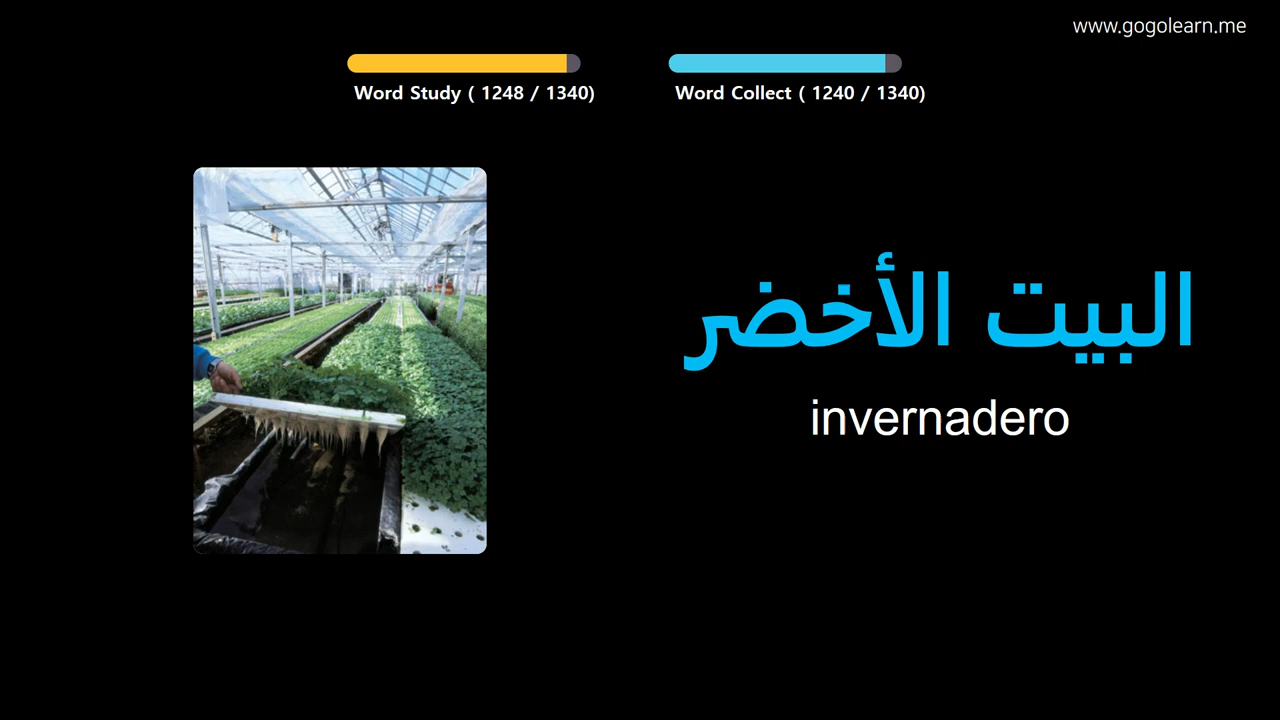 www.gogolearn.me
Word Study ( 1248 / 1340)
Word Collect ( 1240 / 1340)
البيت الأخضر
invernadero